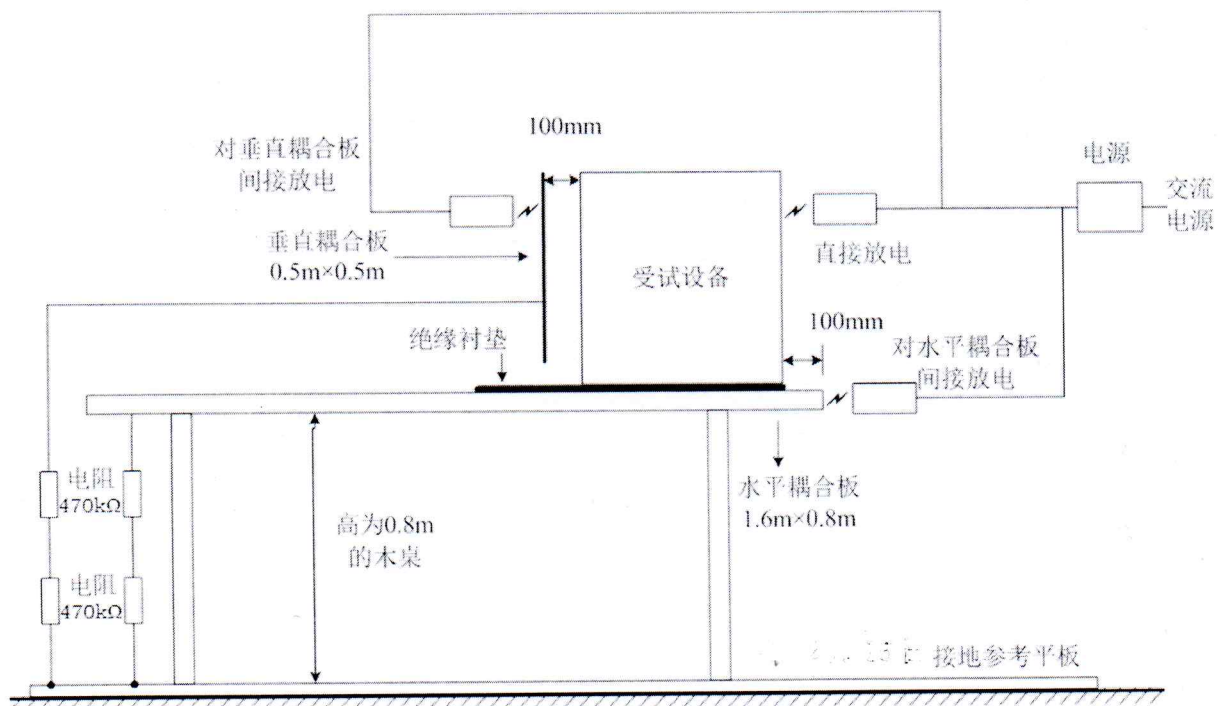 100mm
对垂直耦合板
间接放电
电源
交流
电源
垂直耦合板
0.5m×0.5m
直接放电
受试设备
100mm
绝缘衬垫
对水平耦合板
间接放电
电阻
470kΩ
水平耦合板
1.6m×0.8m
高为0.8m
的木桌
电阻
470kΩ
接地参考平板